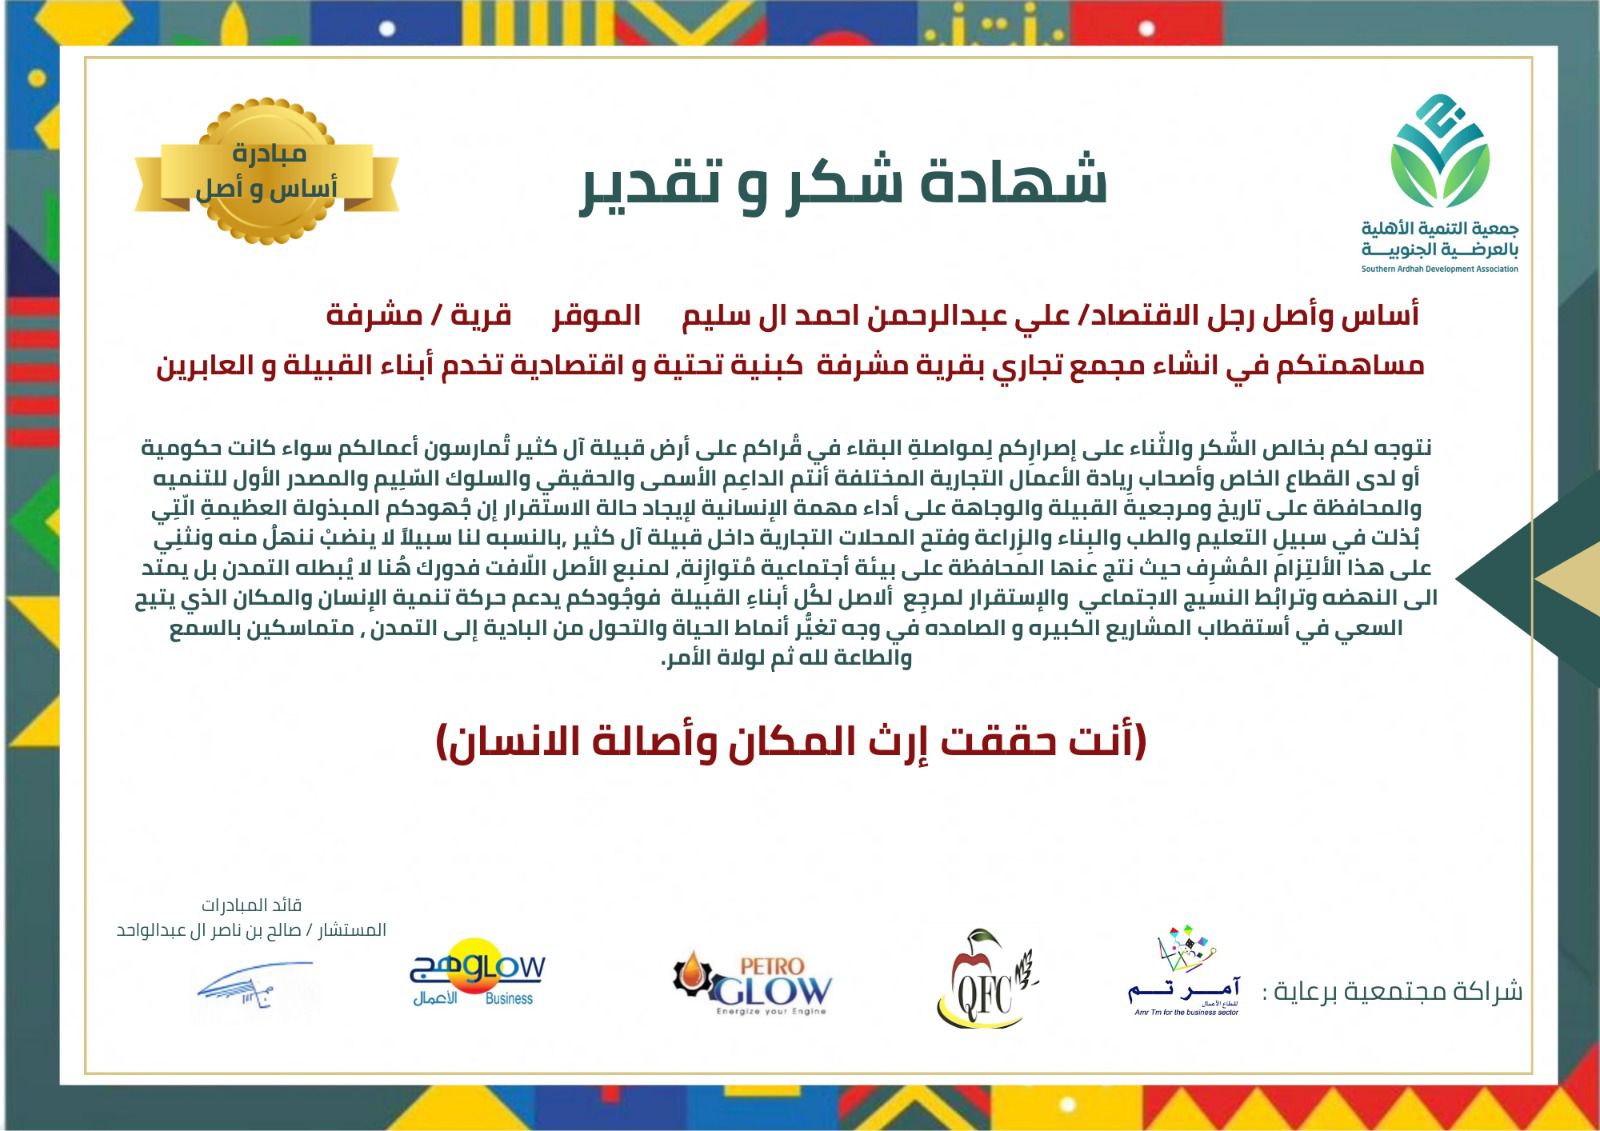 مبادرة
أساس و أصل
شهادة شكر و تقدير
جمعية التنمية الأهلية
بالعرضـــية الجنوبيـــة
Southern Ardhah Development Association
أساس وأصل رجل الاقتصاد/ علي عبدالرحمن احمد ال سليم الموقر قرية / مشرفة
مساهمتكم في انشاء مجمع تجاري بقرية مشرفة كبنية تحتية و اقتصادية تخدم أبناء القبيلة و العابرين
نتوجه لكم بخالص الشّكر والثّناء على إصرارِكم لِمواصلةِ البقاء في قُراكم على أرض قبيلة آل كثير تُمارسون أعمالكم سواء كانت حكومية
أو لدى القطاع الخاص وأصحاب رِيادة الأعمال التجارية المختلفة أنتم الداعِم الأسمى والحقيقي والسلوك السّلِيم والمصدر الأول للتنميه
والمحافظة على تاريخ ومرجعية القبيلة والوجاهة على أداء مهمة الإنسانية لإيجاد حالة الاستقرار إن جُهودكم المبذولة العظيمةِ الّتِي
بُذلت في سبيلِ التعليم والطب والبِناء والزِراعة وفتح المحلات التجارية داخل قبيلة آل كثير ,بالنسبه لنا سبيلاً لا ينضبْ ننهلُ منه ونثنِي
على هذا الألتِزام المُشرِف حيث نتج عنها المحافظة على بيئة أجتماعية مُتوازِنة, لمنبع الأصل اللّافت فدورك هُنا لا يُبطله التمدن بل يمتد
الى النهضه وترابُط النسيج الاجتماعي والإستقرار لمرجِع ألاصل لكُل أبناءِ القبيلة فوجُودكم يدعم حركة تنمية الإنسان والمكان الذي يتيح
السعي في أستقطاب المشاريع الكبيره و الصامده في وجه تغيُّر أنماط الحياة والتحول من البادية إلى التمدن , متماسكين بالسمع
والطاعة لله ثم لولاة الأمر.
(أنت حققت إرث المكان وأصالة الانسان)
قائد المبادرات
المستشار / صالح بن ناصر ال عبدالواحد
شراكة مجتمعية برعاية :
آمـــر تـــم
لقطاع الأعمال
Amr Tm for the business sector
QFC
PETRO
GLOW
Energize your Engine
هج GLOW
الأعمال Business